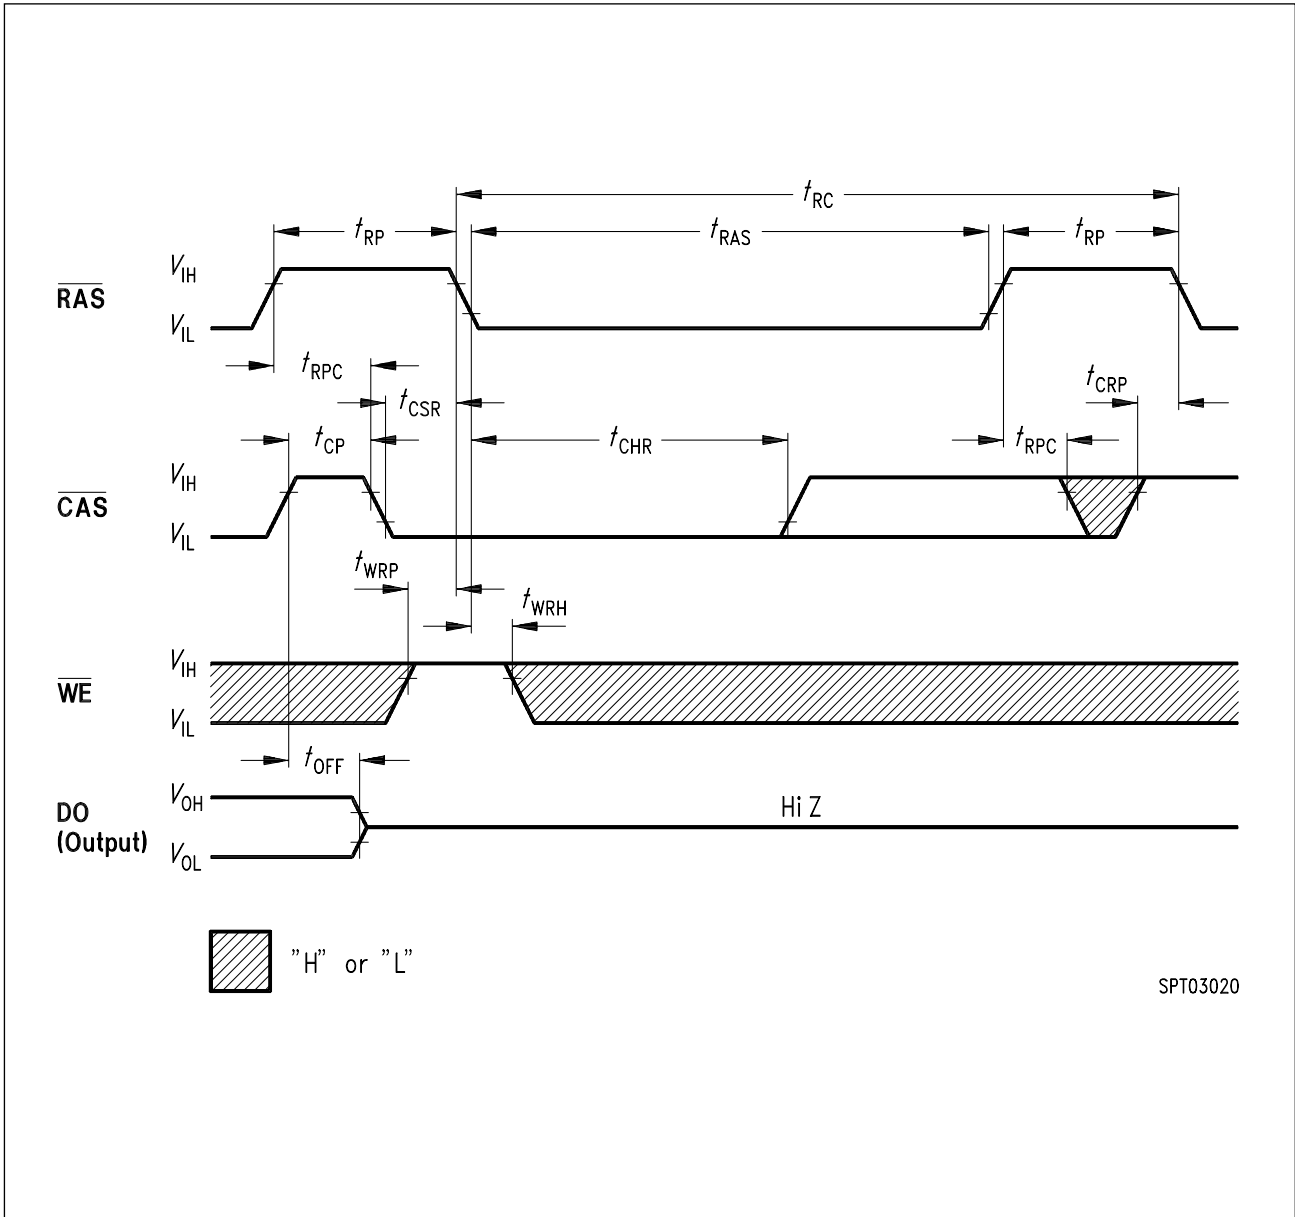 tRC
tRP tRAS tRP
RAS VIH
VIL
tRPC tCSR tCRP
tCP tCHR tRPC
CAS VIH
VIL
tWRP
tWRH
WE VIH
VIL
tOFF
DO (Output) VOH
VOL
Hi Z
"H" or "L"
SPT03020